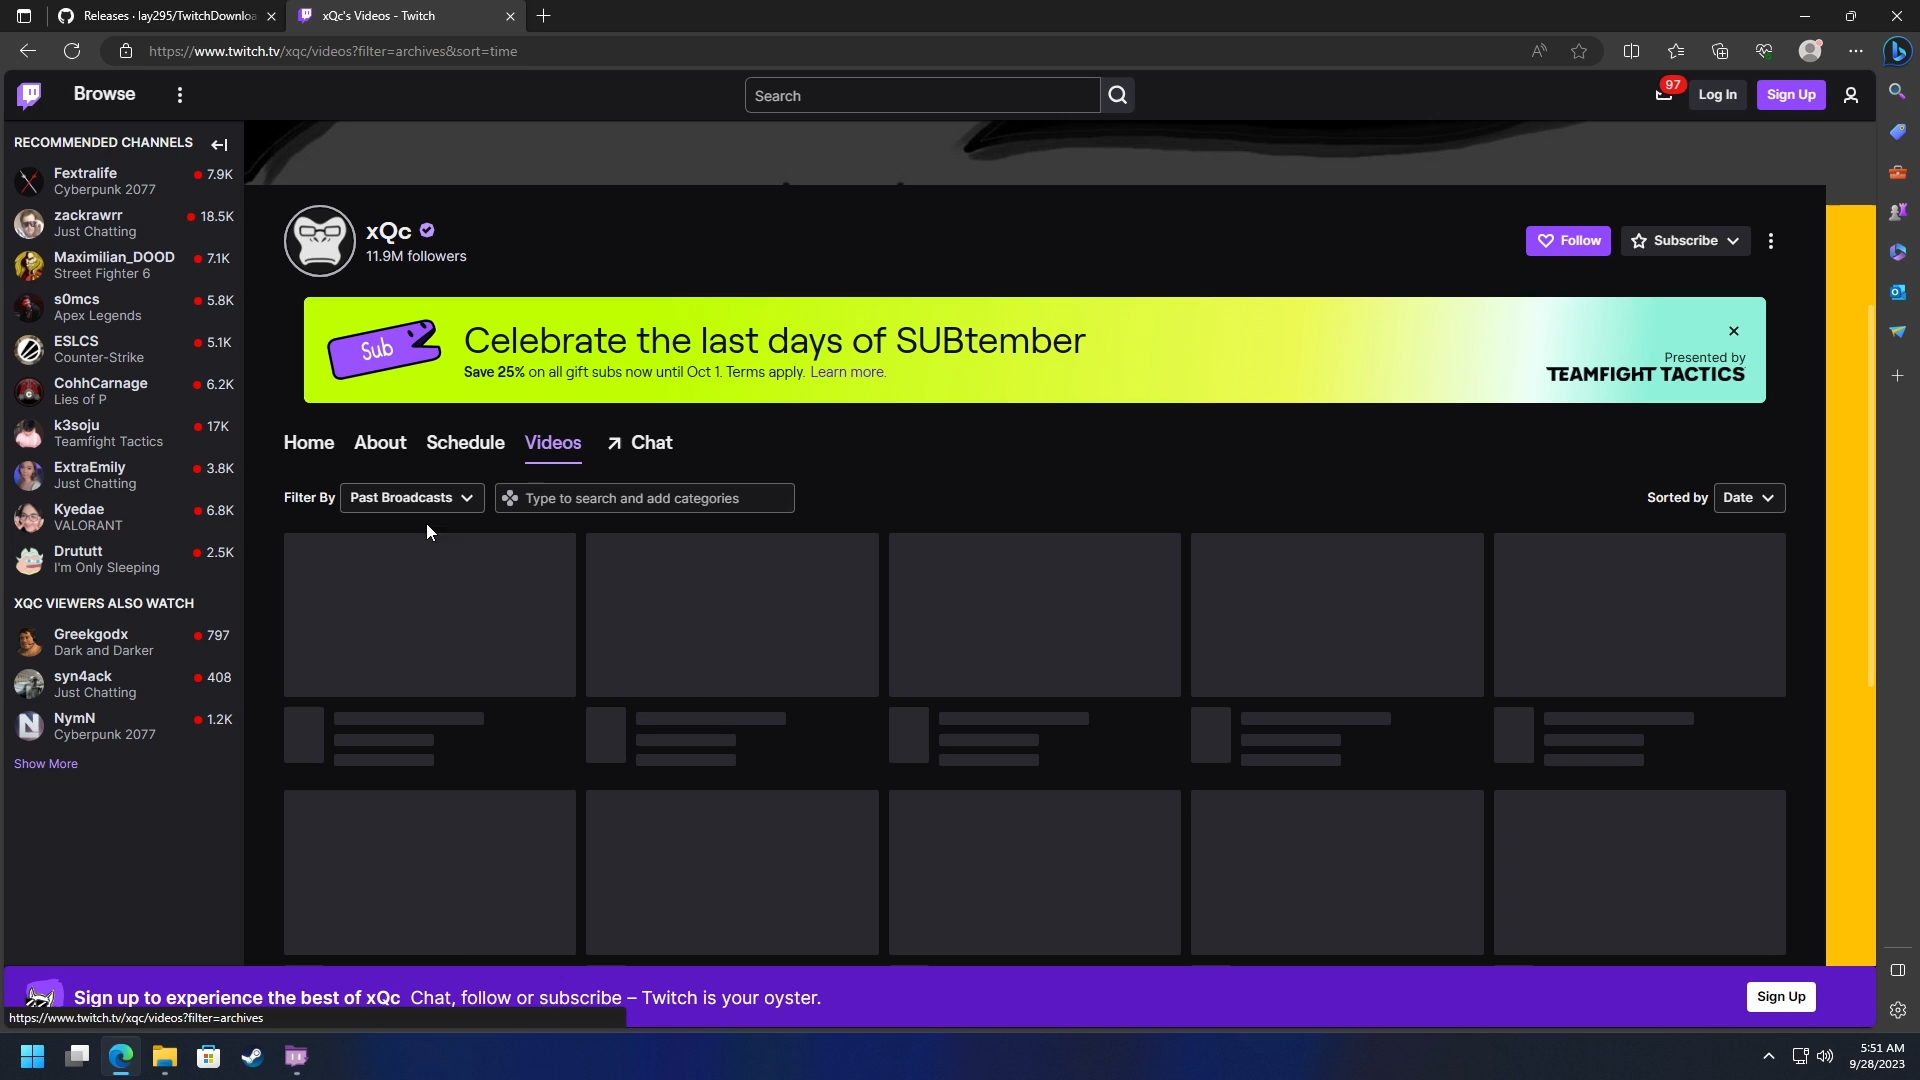 Releases · lay295/TwitchDownloa
xQc's Videos - Twitch
https://www.twitch.tv/xqc/videos?filter=archives&sort=time
Browse
Search
97
Log In
Sign Up
RECOMMENDED CHANNELS
Fextralife
7.9K
Cyberpunk 2077
zackrawrr
18.5K
Just Chatting
Maximilian_DOOD
7.1K
Street Fighter 6
s0mcs
5.8K
Apex Legends
ESLCS
5.1K
Counter-Strike
CohhCarnage
6.2K
Lies of P
k3soju
17K
Teamfight Tactics
ExtraEmily
3.8K
Just Chatting
Kyedae
6.8K
VALORANT
Drututt
2.5K
I'm Only Sleeping
XQC VIEWERS ALSO WATCH
Greekgodx
797
Dark and Darker
syn4ack
408
Just Chatting
NymN
1.2K
Cyberpunk 2077
Show More
xQc
11.9M followers
Follow
Subscribe
Sub
Celebrate the last days of SUBtember
Save 25% on all gift subs now until Oct 1. Terms apply. Learn more.
Presented by
TEAMFIGHT TACTICS
Home About Schedule Videos Chat
Filter By Past Broadcasts Type to search and add categories
Sorted by Date
Sign up to experience the best of xQc Chat, follow or subscribe – Twitch is your oyster.
Sign Up
https://www.twitch.tv/xqc/videos?filter=archives
5:51 AM
9/28/2023